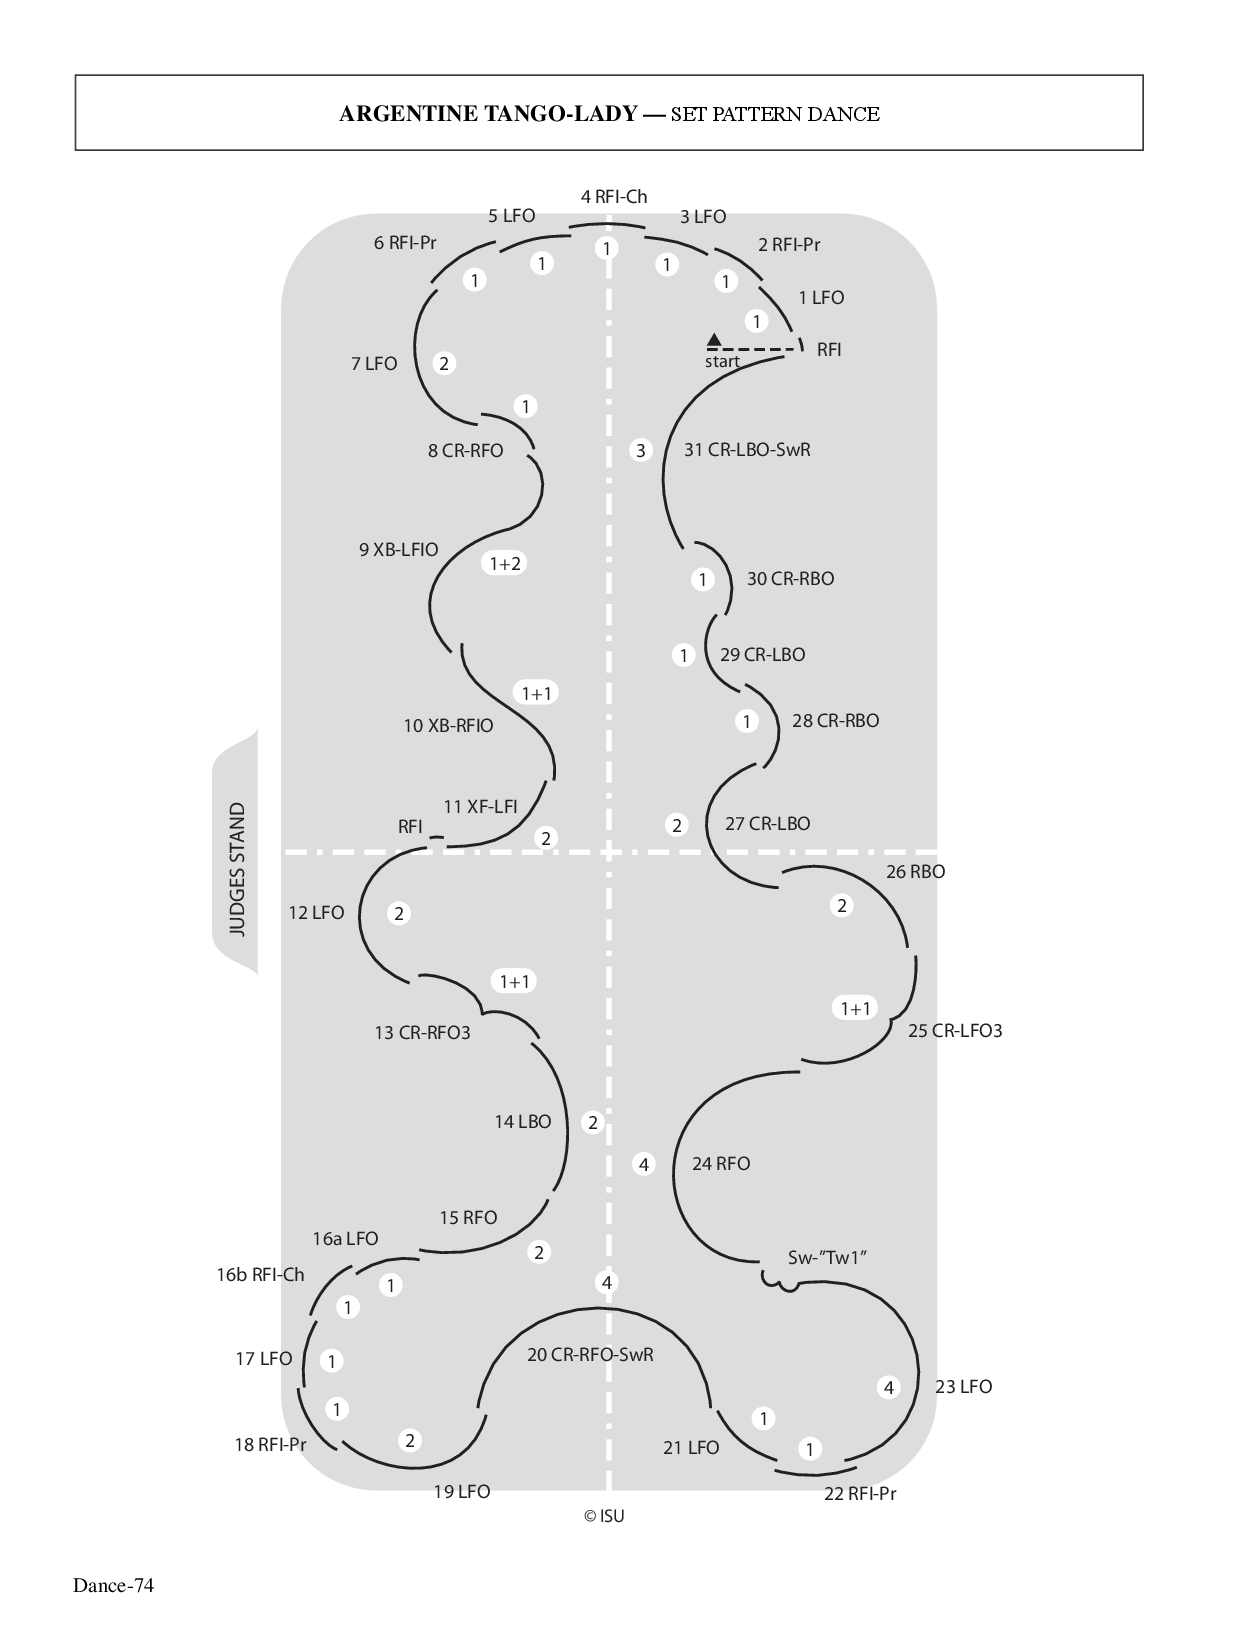 ARGENTINE TANGO-LADY — SET PATTERN DANCE
4 RFI-Ch
5 LFO
3 LFO
6 RFI-Pr
2 RFI-Pr
1
1
1
1
1
1 LFO
1
RFI
start
7 LFO
2
1
8 CR-RFO
3
31 CR-LBO-SwR
9 XB-LFIO
1+2
1
30 CR-RBO
1
29 CR-LBO
1+1
10 XB-RFIO
1
28 CR-RBO
11 XF-LFI
RFI
2
2
27 CR-LBO
JUDGES STAND
26 RBO
2
12 LFO
2
1+1
1+1
13 CR-RFO3
25 CR-LFO3
14 LBO
2
4
24 RFO
15 RFO
2
16a LFO
Sw-"Tw1"
16b RFI-Ch
1
4
1
17 LFO
1
20 CR-RFO-SwR
4
23 LFO
1
1
18 RFI-Pr
2
21 LFO
1
19 LFO
22 RFI-Pr
© ISU
Dance-74